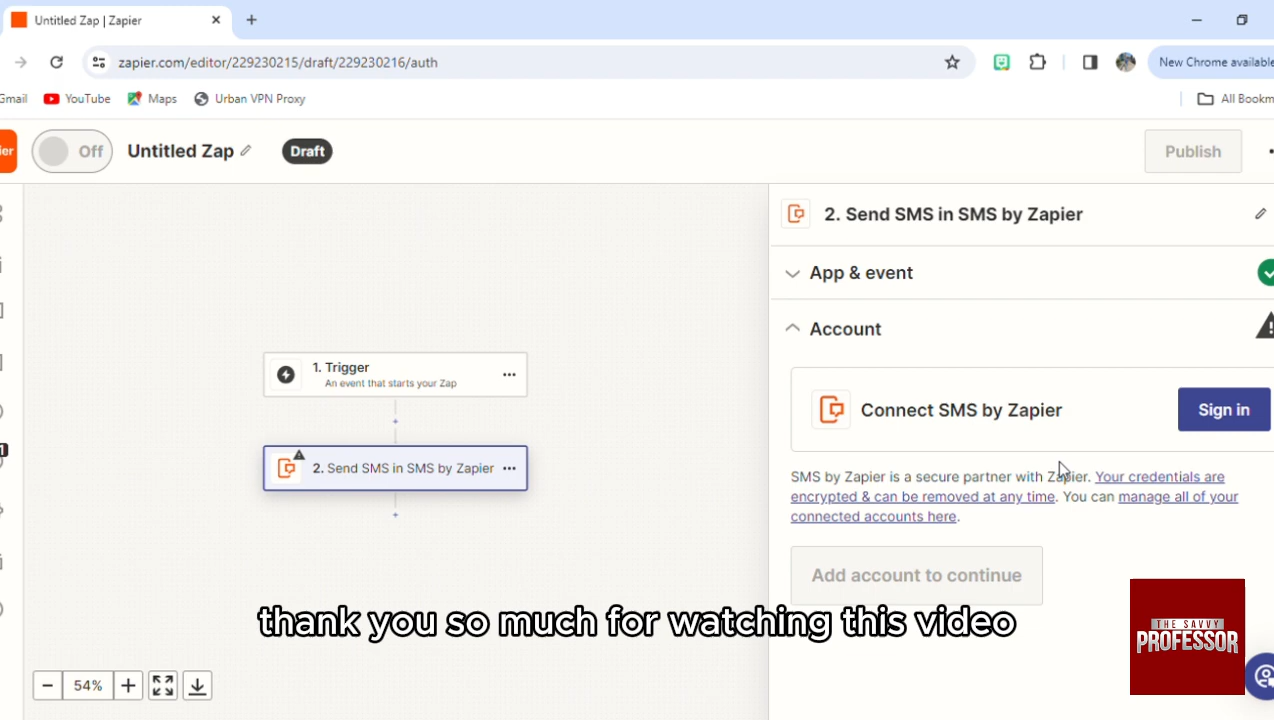 Untitled Zap | Zapier
zapier.com/editor/229230215/draft/229230216/auth
New Chrome available
Gmail
YouTube
Maps
Urban VPN Proxy
All Bookm
ier
Off
Untitled Zap
Draft
Publish
2. Send SMS in SMS by Zapier
App & event
Account
1. Trigger
An event that starts your Zap
Connect SMS by Zapier
Sign in
2. Send SMS in SMS by Zapier
SMS by Zapier is a secure partner with Zapier. Your credentials are
encrypted & can be removed at any time. You can manage all of your
connected accounts here.
Add account to continue
thank you so much for watching this video
THE SAVVY
PROFESSOR
54%